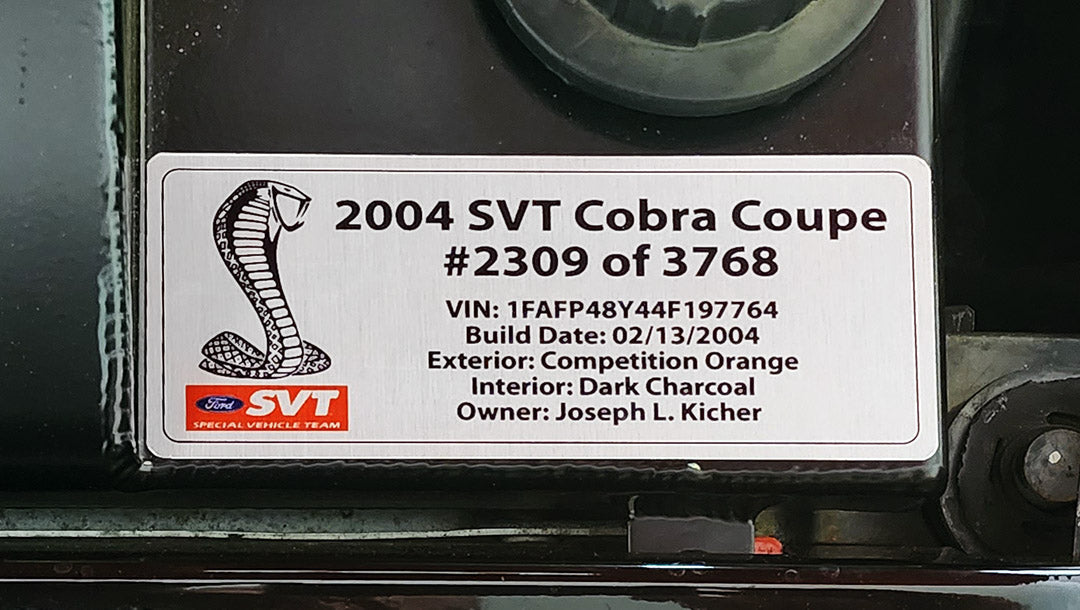 2004 SVT Cobra Coupe
#2309 of 3768
VIN: 1FAFP48Y44F197764
Build Date: 02/13/2004
Exterior: Competition Orange
Interior: Dark Charcoal
Owner: Joseph L. Kicher
Ford SVT
SPECIAL VEHICLE TEAM